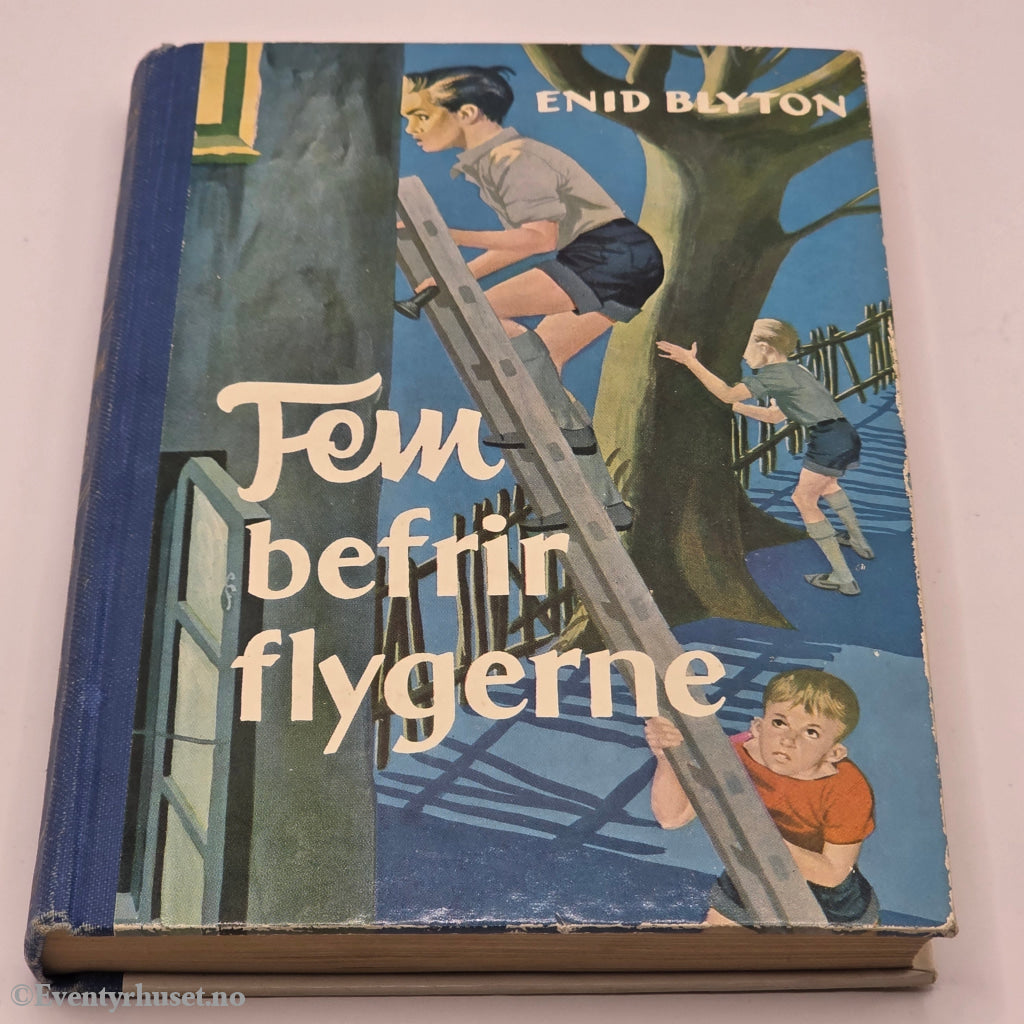 ENID BLYTON
Fem
befrir
flygerne
©Eventyrhuset.no